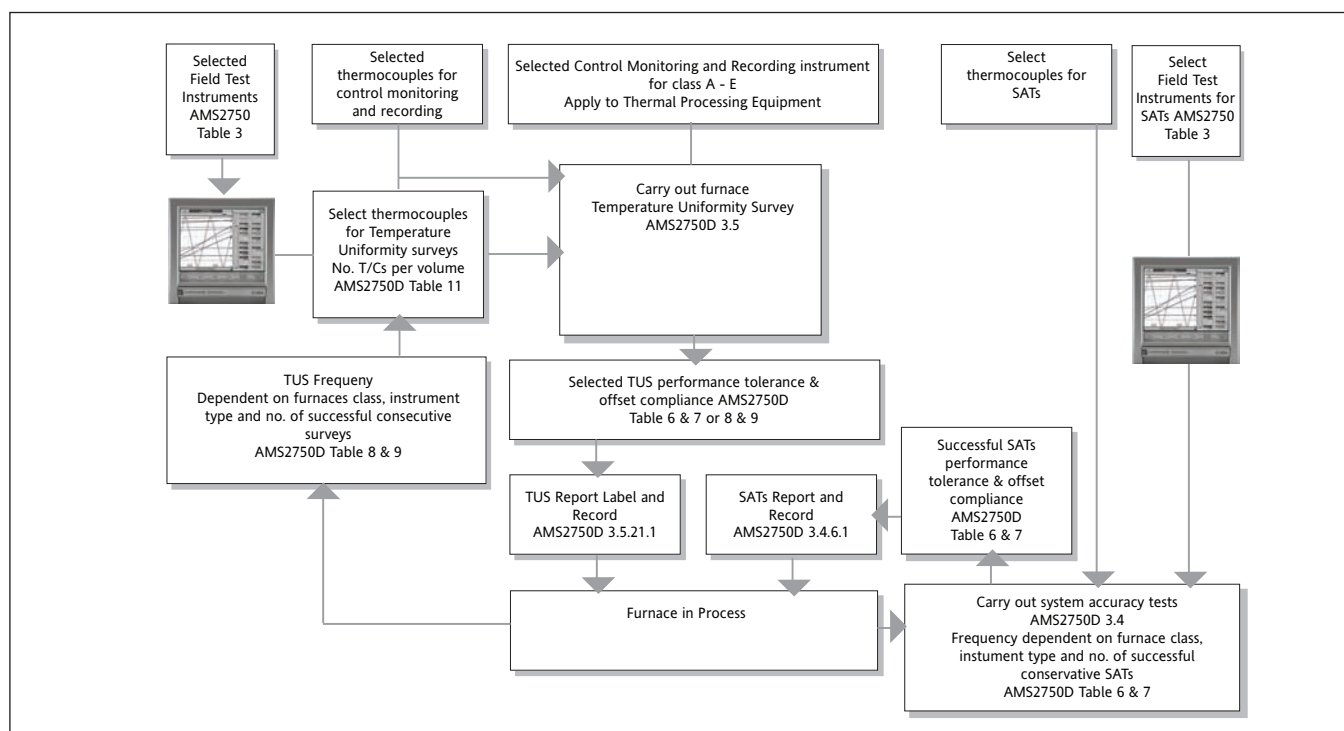 Selected
Field Test
Instruments
AMS2750
Table 3
Selected
thermocouples for
control monitoring
and recording
Selected Control Monitoring and Recording instrument
for class A - E
Apply to Thermal Processing Equipment
Select
thermocouples for
SATs
Select
Field Test
Instruments for
SATs AMS2750
Table 3
Select thermocouples
for Temperature
Uniformity surveys
No. T/Cs per volume
AMS2750D Table 11
Carry out furnace
Temperature Uniformity Survey
AMS2750D 3.5
TUS Frequeny
Dependent on furnaces class, instrument
type and no. of successful consecutive
surveys
AMS2750D Table 8 & 9
Selected TUS performance tolerance &
offset compliance AMS2750D
Table 6 & 7 or 8 & 9
TUS Report Label and
Record
AMS2750D 3.5.21.1
SATs Report and
Record
AMS2750D 3.4.6.1
Successful SATs
performance
tolerance & offset
compliance
AMS2750D
Table 6 & 7
Furnace in Process
Carry out system accuracy tests
AMS2750D 3.4
Frequency dependent on furnace class,
instument type and no. of successful
conservative SATs
AMS2750D Table 6 & 7